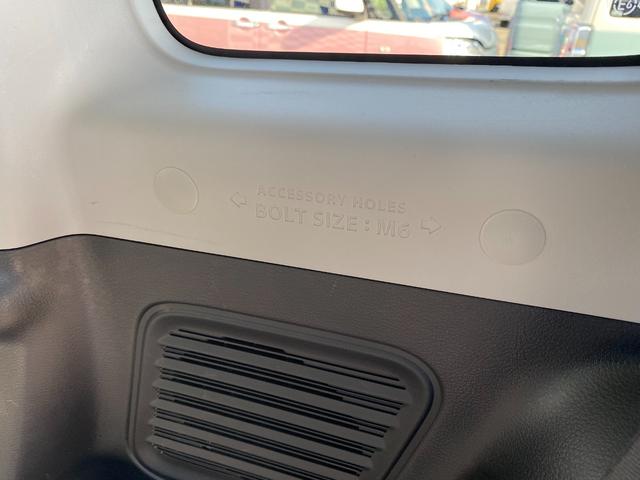 ACCESSORY HOLES
BOLT SIZE : M6